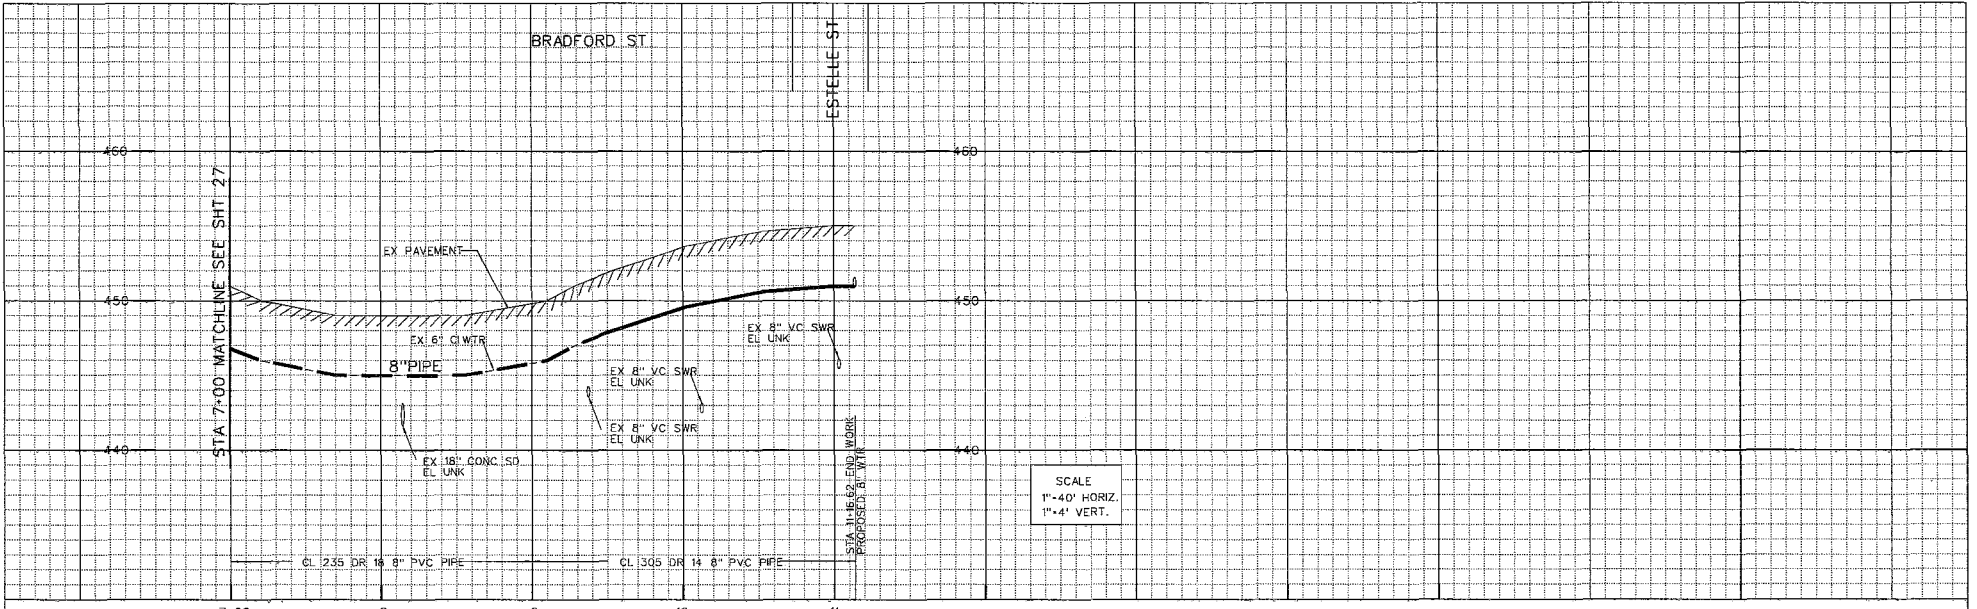 BRADFORD ST
ESTELLE ST
460
460
STA 7+00 MATCHLINE SEE SHT 27
EX PAVEMENT
450
450
EX 6" CI WTR
8" PIPE
EX 8" VC SWR
EL UNK
EX 8" VC SWR
EL UNK
EX 8" VC SWR
EL UNK
440
440
EX 18" CONC SD
EL UNK
STA 11+16.62 END WORK
PROPOSED 8" WTR
SCALE
1"=40' HORIZ.
1"=4' VERT.
CL 235 DR 18 8" PVC PIPE
CL 305 DR 14 8" PVC PIPE